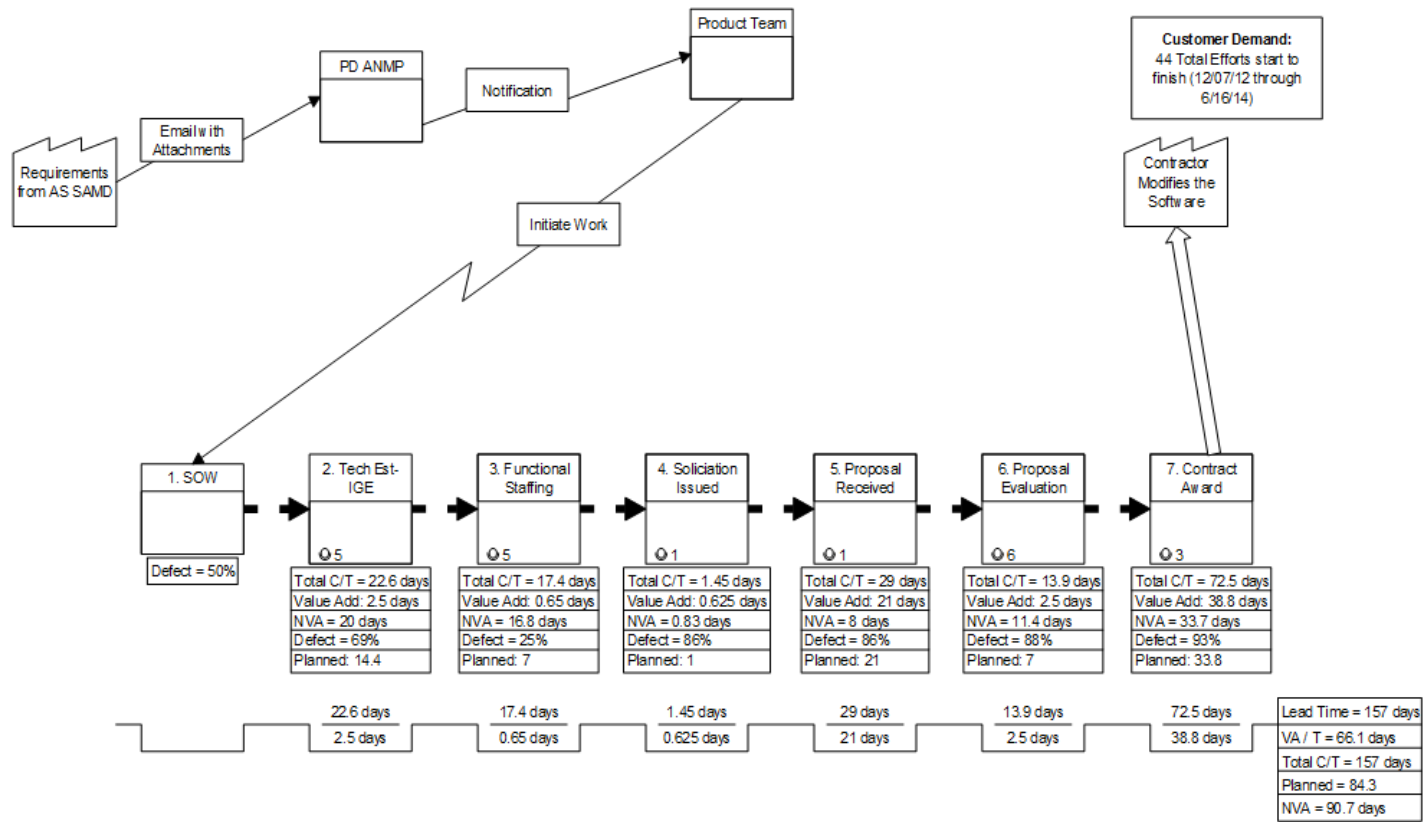 Product Team
Customer Demand:
44 Total Efforts start to
finish (12/07/12 through
6/16/14)
PD ANMP
Notification
Email with
Attachments
Requirements
from AS SAMD
Contractor
Modifies the
Software
Initiate Work
1. SOW
Defect = 50%
2. Tech Est-
IGE
5
Total C/T = 22.6 days
Value Add: 2.5 days
NVA = 20 days
Defect = 69%
Planned: 14.4
3. Functional
Staffing
5
Total C/T = 17.4 days
Value Add: 0.65 days
NVA = 16.8 days
Defect = 25%
Planned: 7
4. Soliciation
Issued
1
Total C/T = 1.45 days
Value Add: 0.625 days
NVA = 0.83 days
Defect = 86%
Planned: 1
5. Proposal
Received
1
Total C/T = 29 days
Value Add: 21 days
NVA = 8 days
Defect = 86%
Planned: 21
6. Proposal
Evaluation
6
Total C/T = 13.9 days
Value Add: 2.5 days
NVA = 11.4 days
Defect = 88%
Planned: 7
7. Contract
Award
3
Total C/T = 72.5 days
Value Add: 38.8 days
NVA = 33.7 days
Defect = 93%
Planned: 33.8
22.6 days
2.5 days
17.4 days
0.65 days
1.45 days
0.625 days
29 days
21 days
13.9 days
2.5 days
72.5 days
38.8 days
Lead Time = 157 days
VA / T = 66.1 days
Total C/T = 157 days
Planned = 84.3
NVA = 90.7 days